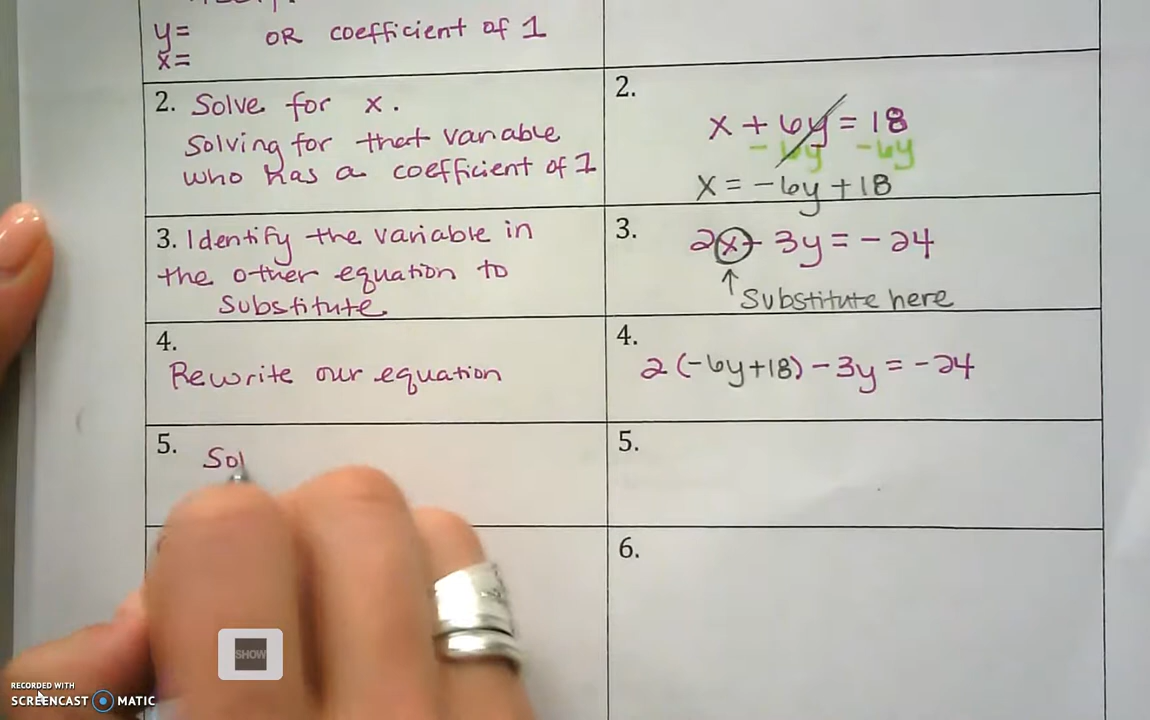 y= OR coefficient of 1
x=
2. Solve for x.
Solving for that variable
who has a coefficient of 1
2.
x + 6y = 18
- 6y -6y
x = -6y + 18
3. Identify the variable in
the other equation to
substitute
3.
2x - 3y = -24
↑ Substitute here
4.
Rewrite our equation
4.
2(-6y+18) - 3y = -24
5. Sol
5.
6.
SHOW
RECORDED WITH
SCREENCAST MATIC